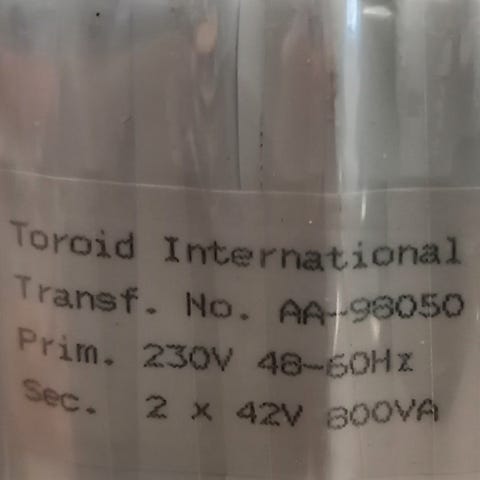 Toroid International
Transf. No. AA-98050
Prim. 230V 48-60Hz
Sec. 2 x 42V 800VA